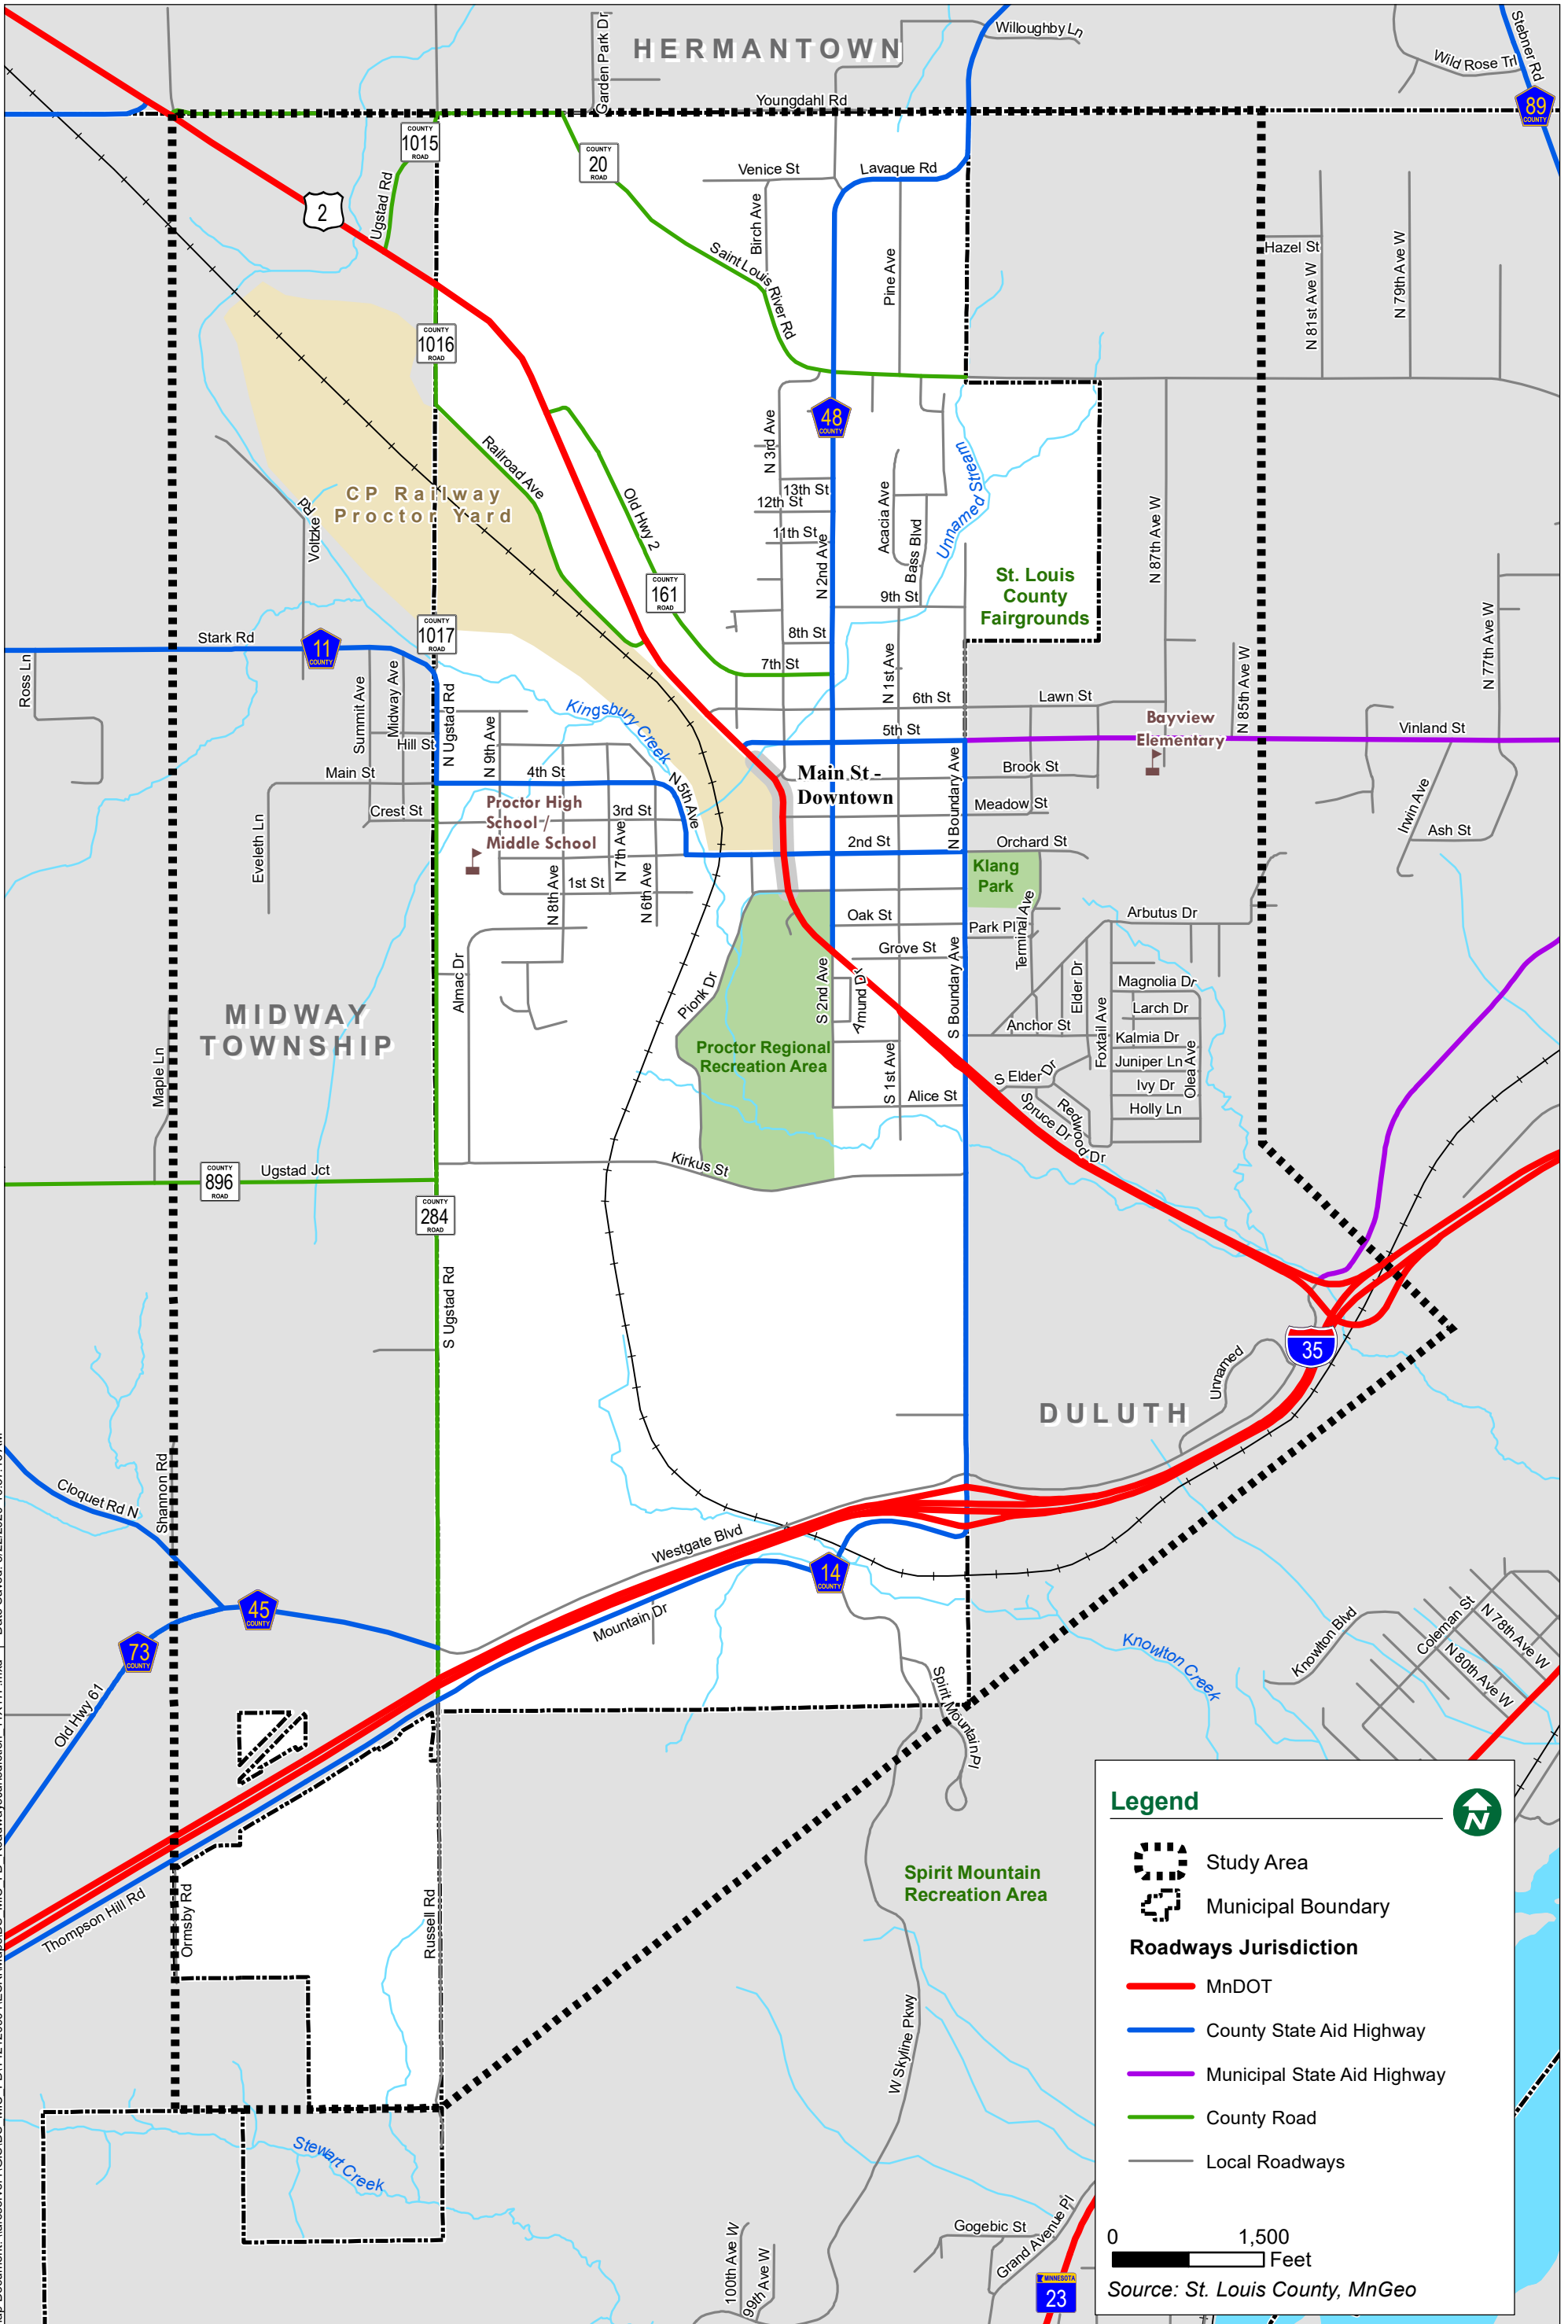 HERMANTOWN
Willoughby Ln
Garden Park Dr
Stebner Rd
Wild Rose Trl
Youngdahl Rd
89
COUNTY
COUNTY
1015
ROAD
COUNTY
20
ROAD
Venice St
Lavaque Rd
2
Ugstad Rd
Birch Ave
Saint Louis River Rd
Pine Ave
Hazel St
N 81st Ave W
N 79th Ave W
COUNTY
1016
ROAD
48
COUNTY
Railroad Ave
N 3rd Ave
CP Railway
Proctor Yard
Old Hwy 2
13th St
12th St
11th St
N 2nd Ave
Acacia Ave
Bass Blvd
Unnamed Stream
N 87th Ave W
Voltzke Rd
COUNTY
161
ROAD
9th St
St. Louis
County
Fairgrounds
Stark Rd
11
COUNTY
COUNTY
1017
ROAD
8th St
7th St
N 1st Ave
N 77th Ave W
N 85th Ave W
Ross Ln
Summit Ave
Midway Ave
Hill St
N Ugstad Rd
N 9th Ave
Kingsbury Creek
6th St
Lawn St
5th St
Bayview
Elementary
Vinland St
Main St
4th St
N 5th Ave
Main St -
Downtown
N Boundary Ave
Brook St
Meadow St
Irwin Ave
Ash St
Crest St
Proctor High
School /
Middle School
3rd St
N 7th Ave
2nd St
Orchard St
Eveleth Ln
1st St
N 8th Ave
N 6th Ave
Klang
Park
Oak St
Park Pl
Terminal Ave
Arbutus Dr
Grove St
Almac Dr
Pionk Dr
S 2nd Ave
Amund Dr
S Boundary Ave
Elder Dr
Foxtail Ave
Magnolia Dr
Larch Dr
Anchor St
Kalmia Dr
MIDWAY
TOWNSHIP
Proctor Regional
Recreation Area
Juniper Ln
Olea Ave
Maple Ln
S 1st Ave
Alice St
S Elder Dr
Spruce Dr
Redwood Dr
Ivy Dr
Holly Ln
COUNTY
896
ROAD
Ugstad Jct
Kirkus St
COUNTY
284
ROAD
S Ugstad Rd
35
Unnamed
DULUTH
Cloquet Rd N
Shannon Rd
Westgate Blvd
14
COUNTY
45
COUNTY
73
COUNTY
Mountain Dr
Old Hwy 61
Spirit Mountain Pl
Knowlton Creek
Knowlton Blvd
Coleman St
N 78th Ave W
N 80th Ave W
Thompson Hill Rd
Ormsby Rd
Russell Rd
Spirit Mountain
Recreation Area
W Skyline Pkwy
Stewart Creek
100th Ave W
99th Ave W
Gogebic St
Grand Avenue Pl
MINNESOTA
23
Legend
N
Study Area
Municipal Boundary
Roadways Jurisdiction
MnDOT
County State Aid Highway
Municipal State Aid Highway
County Road
Local Roadways
0 1,500
Feet
Source: St. Louis County, MnGeo